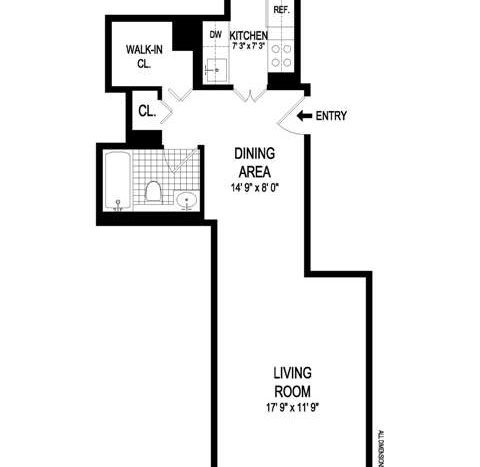 REF.
DW
KITCHEN
7' 3" x 7' 3"
WALK-IN
CL.
CL.
ENTRY
DINING
AREA
14' 9" x 8' 0"
LIVING
ROOM
17' 9" x 11' 9"
ALL DIMENSION